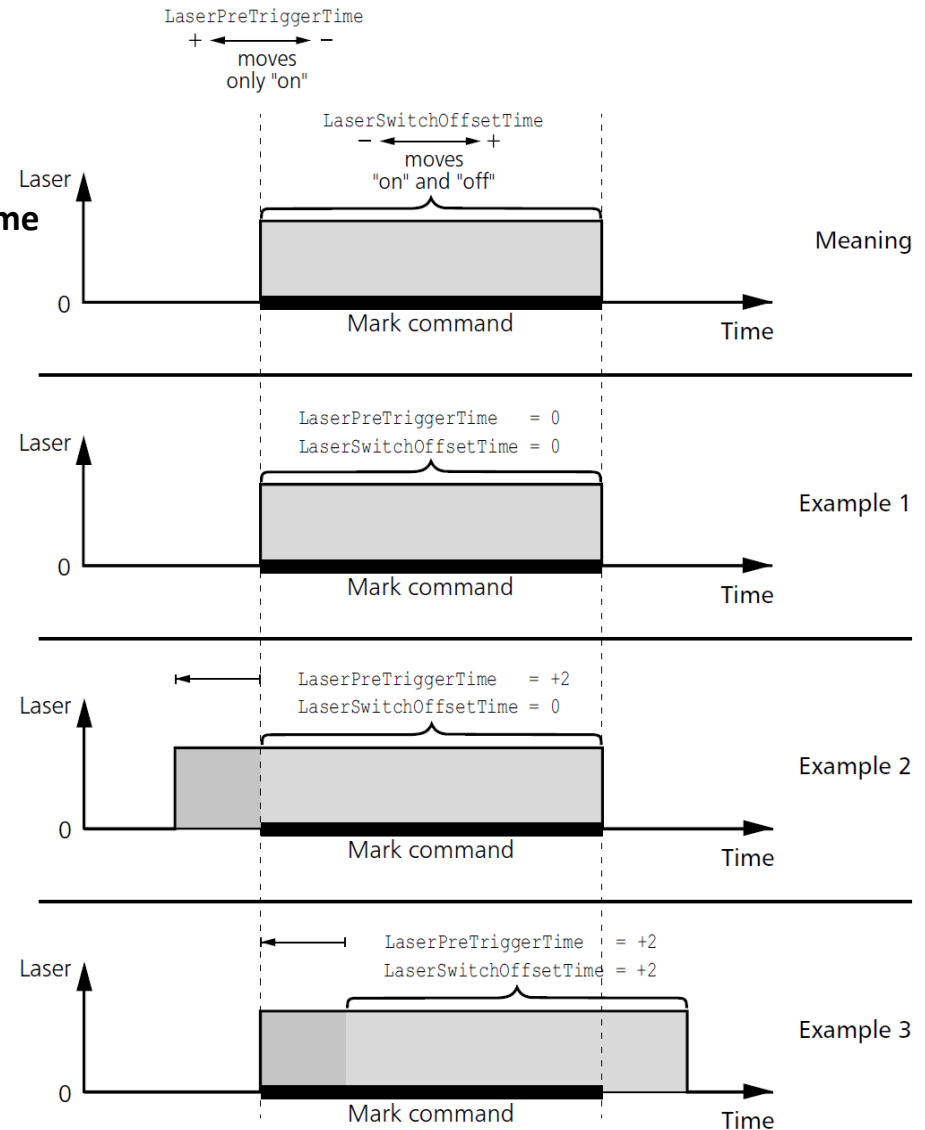 LaserPreTriggerTime
+ −
moves
only "on"
LaserSwitchOffsetTime
− +
moves
"on" and "off"
Laser
me
Meaning
0
Mark command
Time
LaserPreTriggerTime = 0
LaserSwitchOffsetTime = 0
Laser
Example 1
0
Mark command
Time
LaserPreTriggerTime = +2
LaserSwitchOffsetTime = 0
Laser
Example 2
0
Mark command
Time
LaserPreTriggerTime = +2
LaserSwitchOffsetTime = +2
Laser
Example 3
0
Mark command
Time